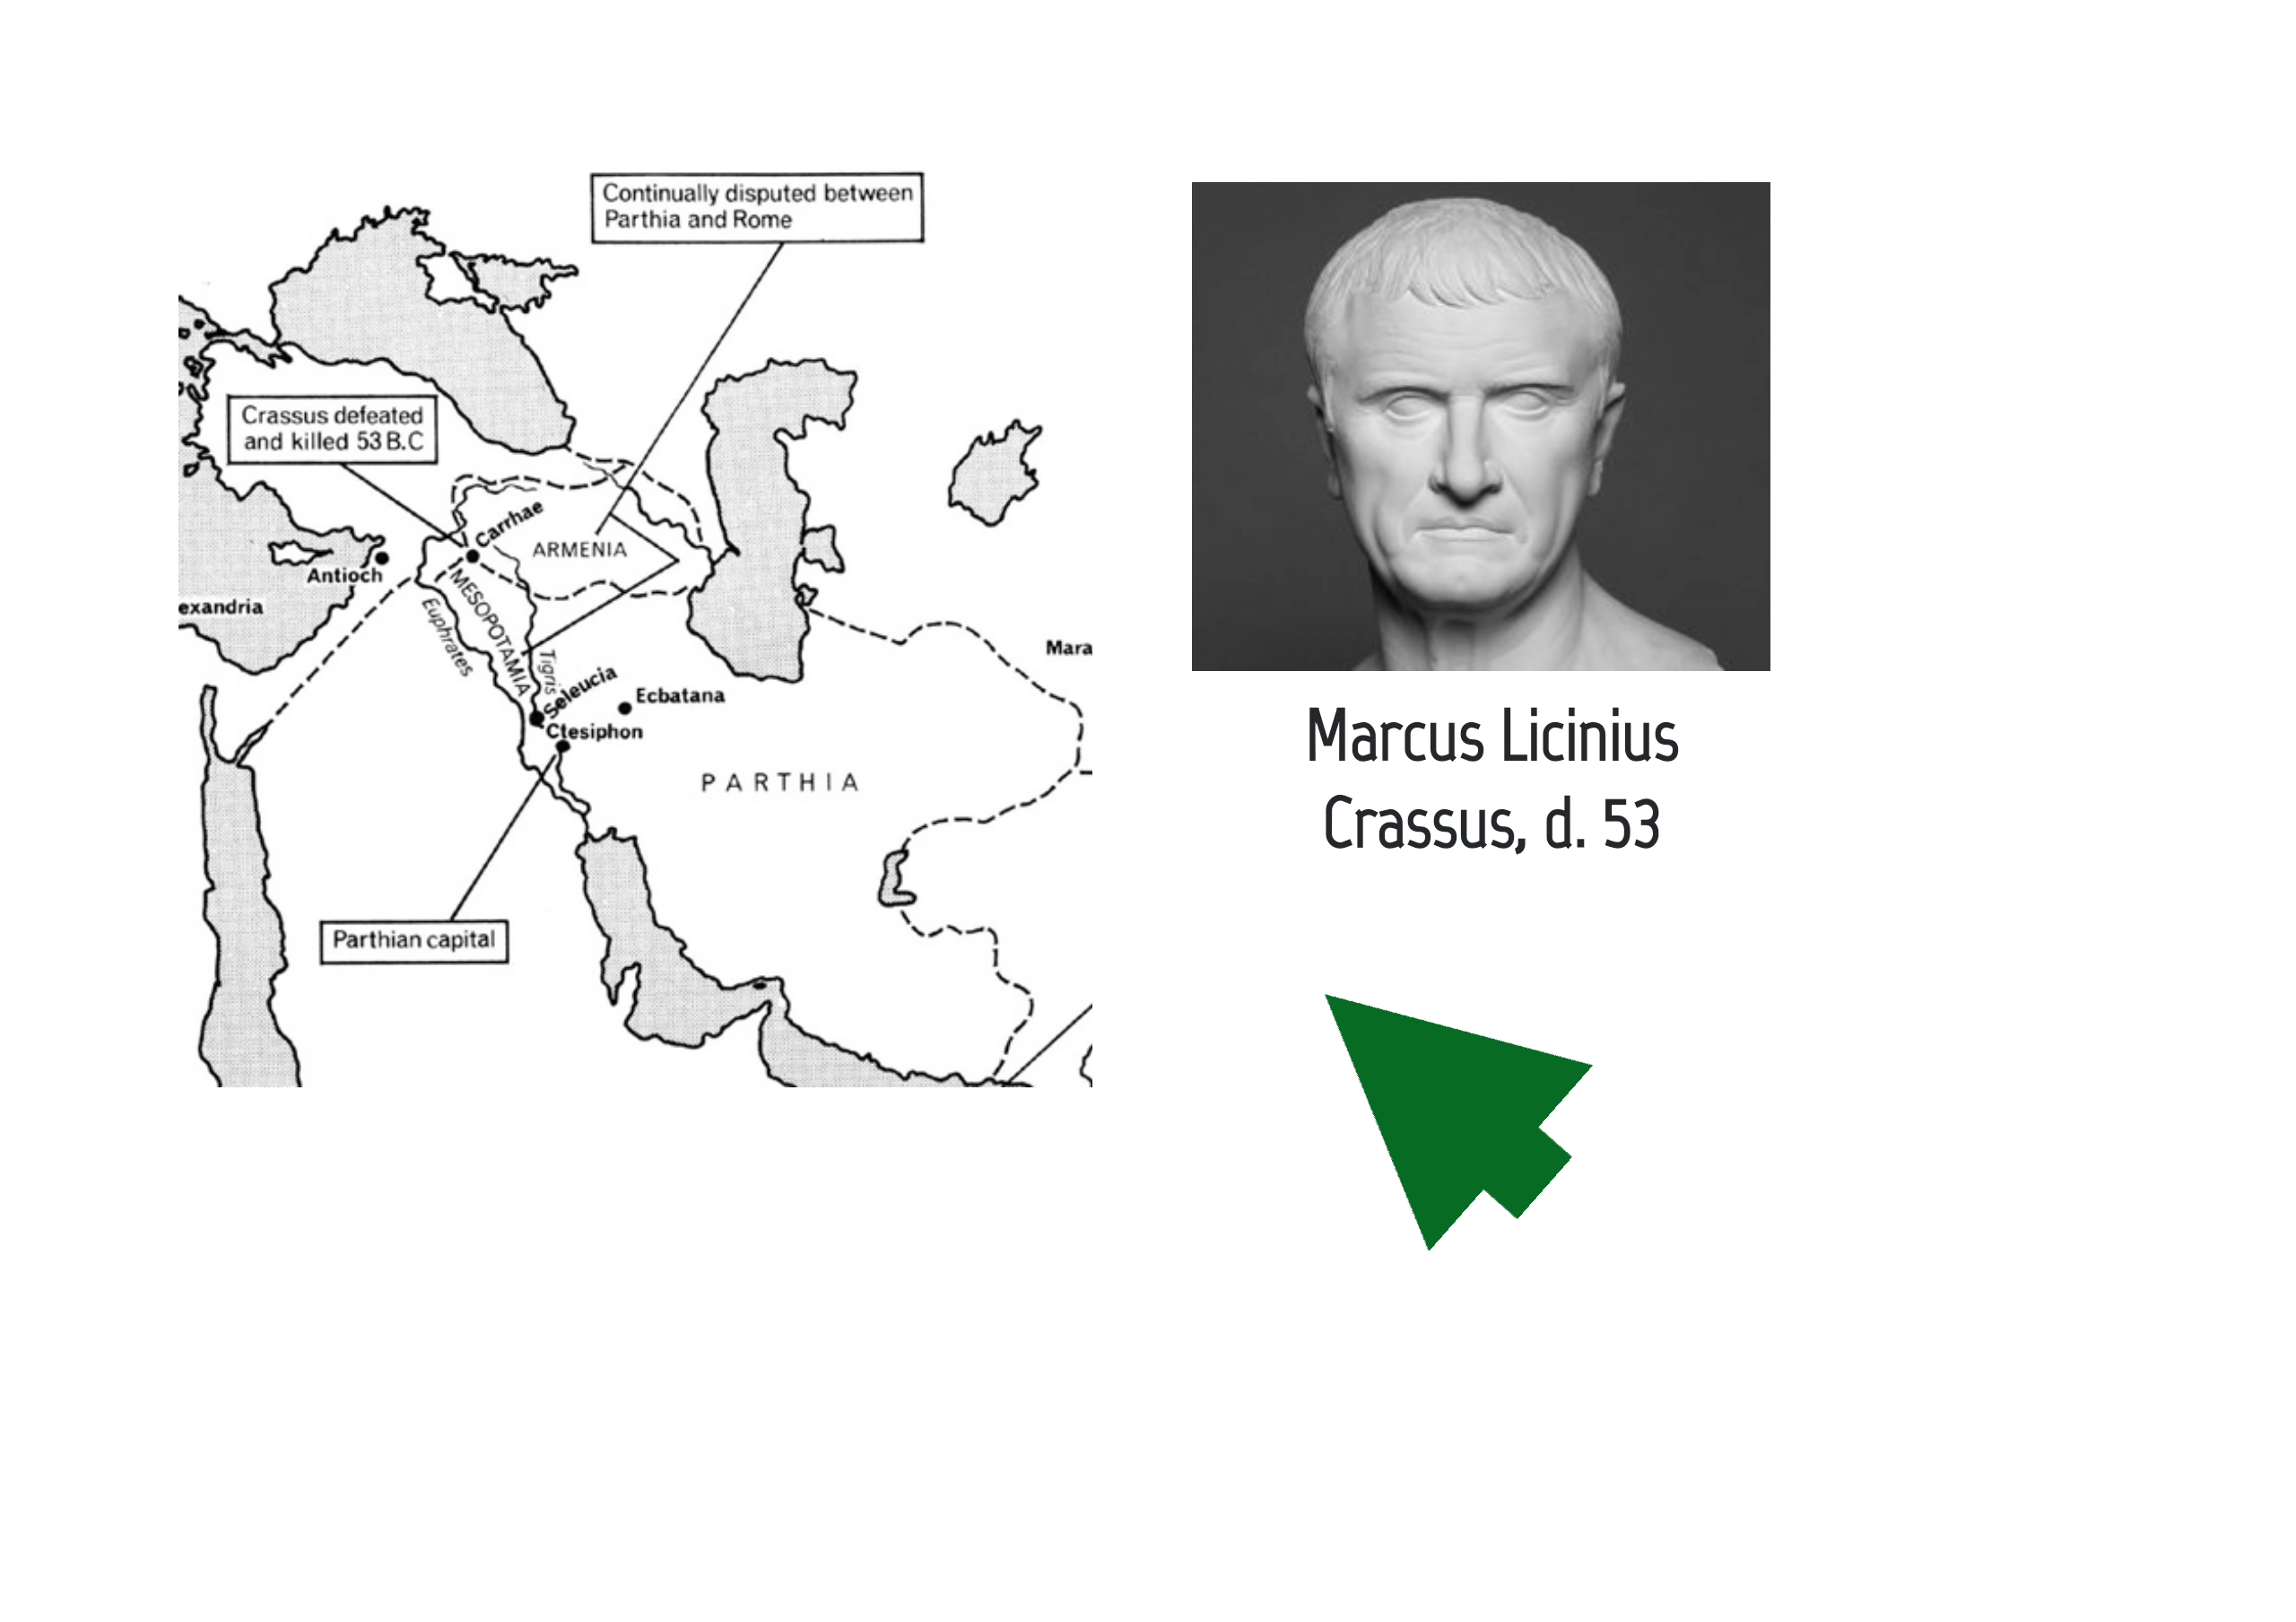 Continually disputed between
Parthia and Rome
Crassus defeated
and killed 53 B.C
Carrhae
ARMENIA
Antioch
exandria
MESOPOTAMIA
Euphrates
Tigris
Mara
Seleucia
Ecbatana
Ctesiphon
PARTHIA
Parthian capital
Marcus Licinius
Crassus, d. 53